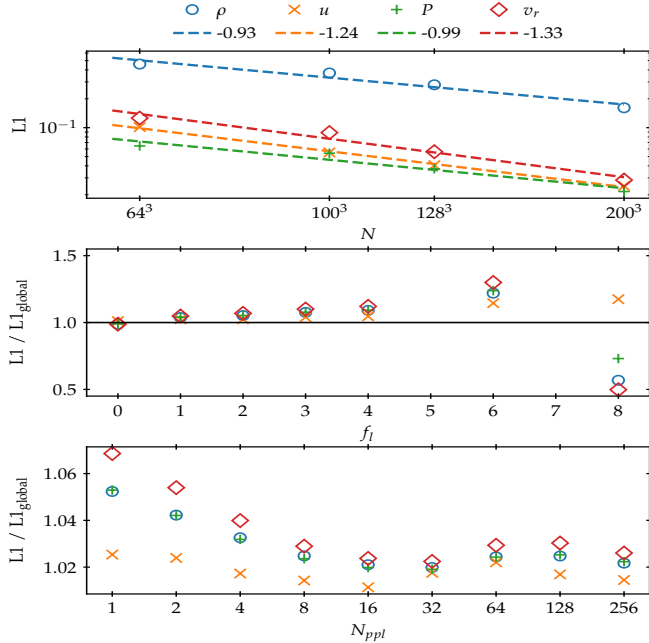 ρ u P v_r
-0.93 -1.24 -0.99 -1.33
L1
10^{-1}
64^3 100^3 128^3 200^3
N
L1 / L1_global
1.5
1.0
0.5
0 1 2 3 4 5 6 7 8
f_l
L1 / L1_global
1.06
1.04
1.02
1 2 4 8 16 32 64 128 256
N_{ppl}